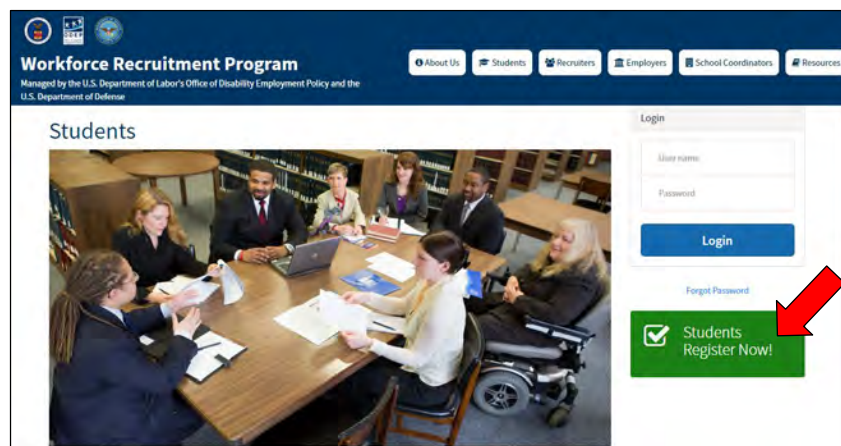 Workforce Recruitment Program
Managed by the U.S. Department of Labor's Office of Disability Employment Policy and the
U.S. Department of Defense
About Us
Students
Recruiters
Employers
School Coordinators
Resources
Students
Login
User name
Password
Login
Forgot Password
Students
Register Now!